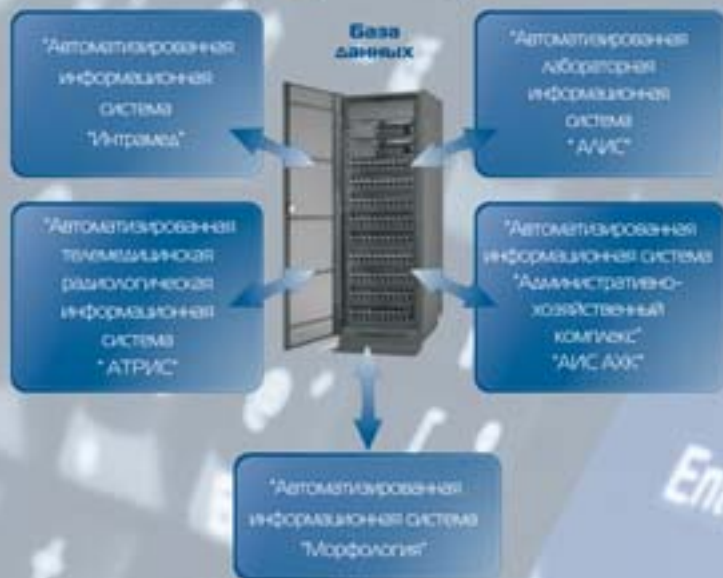 База
данных
"Автоматизированная
информационная
система
"Интрамед"
"Автоматизированная
лабораторная
информационная
система
"АЛИС"
"Автоматизированная
телемедицинская
радиологическая
информационная
система
"АТРИС"
"Автоматизированная
информационная система
"Административно-
хозяйственный
комплекс"
"АИС АХК"
"Автоматизированная
информационная система
"Морфология"